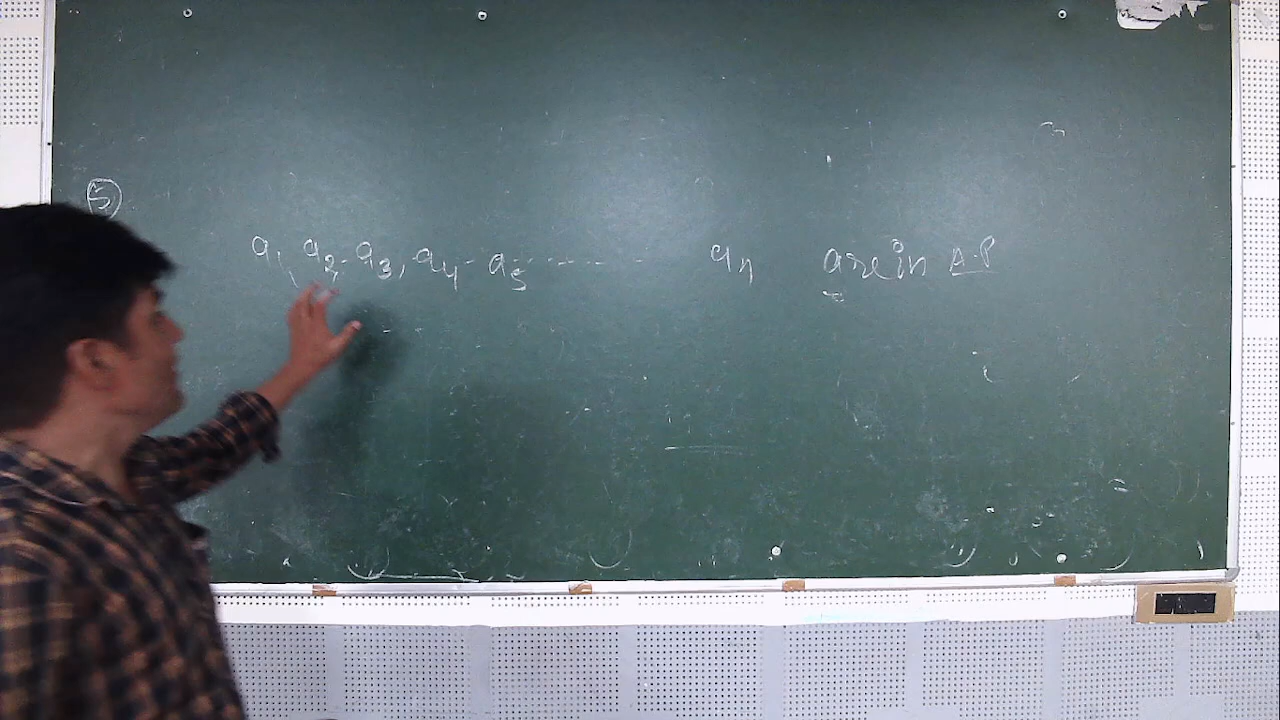 5
a1, a2, a3, a4, a5 ------- an are in A.P